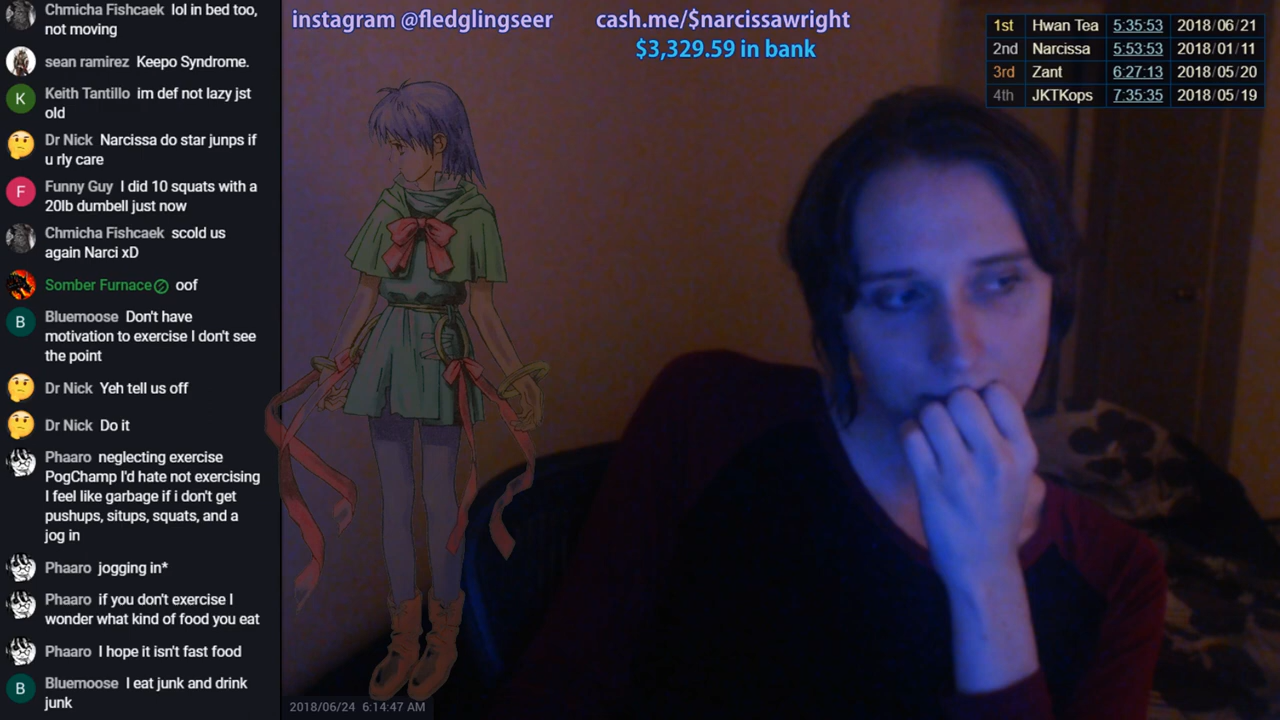 Chmicha Fishcaek lol in bed too,
not moving
sean ramirez Keepo Syndrome.
K
Keith Tantillo im def not lazy jst
old
Dr Nick Narcissa do star junps if
u rly care
F
Funny Guy I did 10 squats with a
20lb dumbell just now
Chmicha Fishcaek scold us
again Narci xD
Somber Furnace oof
B
Bluemoose Don't have
motivation to exercise I don't see
the point
Dr Nick Yeh tell us off
Dr Nick Do it
Phaaro neglecting exercise
PogChamp I'd hate not exercising
I feel like garbage if i don't get
pushups, situps, squats, and a
jog in
Phaaro jogging in*
Phaaro if you don't exercise I
wonder what kind of food you eat
Phaaro I hope it isn't fast food
B
Bluemoose I eat junk and drink
junk
instagram @fledglingseer
cash.me/$narcissawright
$3,329.59 in bank
1st Hwan Tea 5:35:53 2018/06/21
2nd Narcissa 5:53:53 2018/01/11
3rd Zant 6:27:13 2018/05/20
4th JKTKops 7:35:35 2018/05/19
2018/06/24 6:14:47 AM